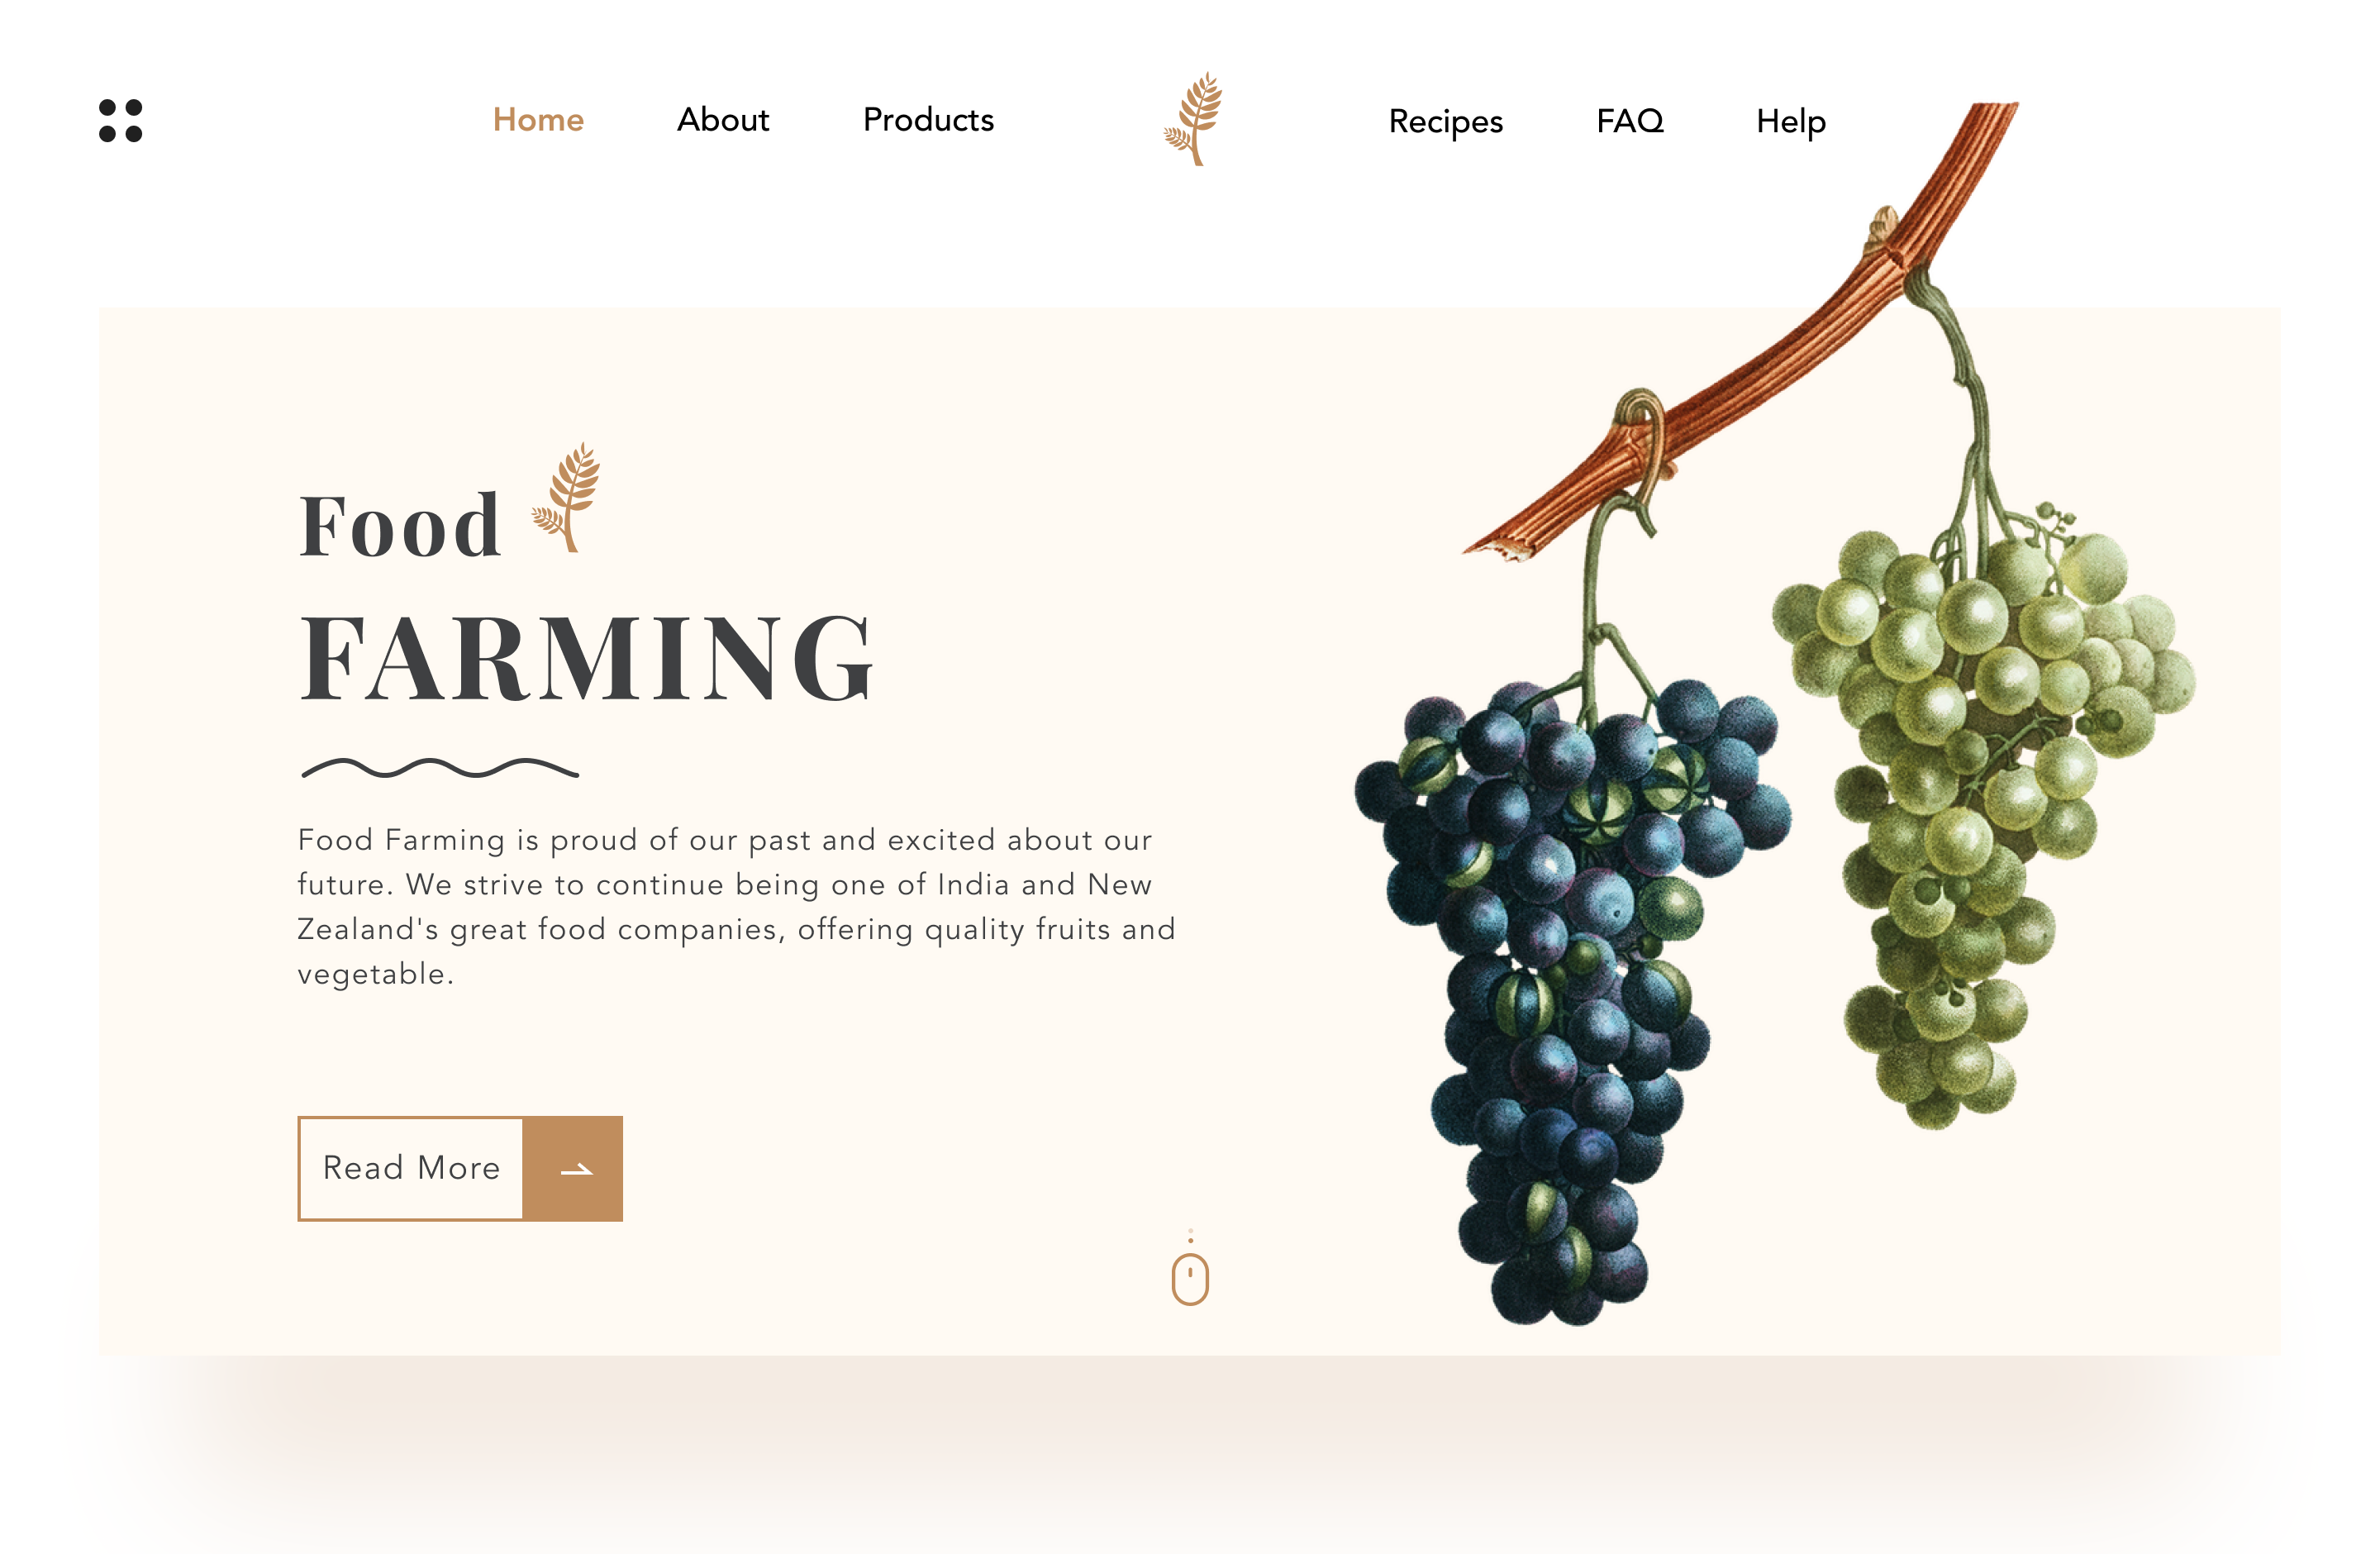 Home About Products Recipes FAQ Help
Food
FARMING
Food Farming is proud of our past and excited about our
future. We strive to continue being one of India and New
Zealand's great food companies, offering quality fruits and
vegetable.
Read More